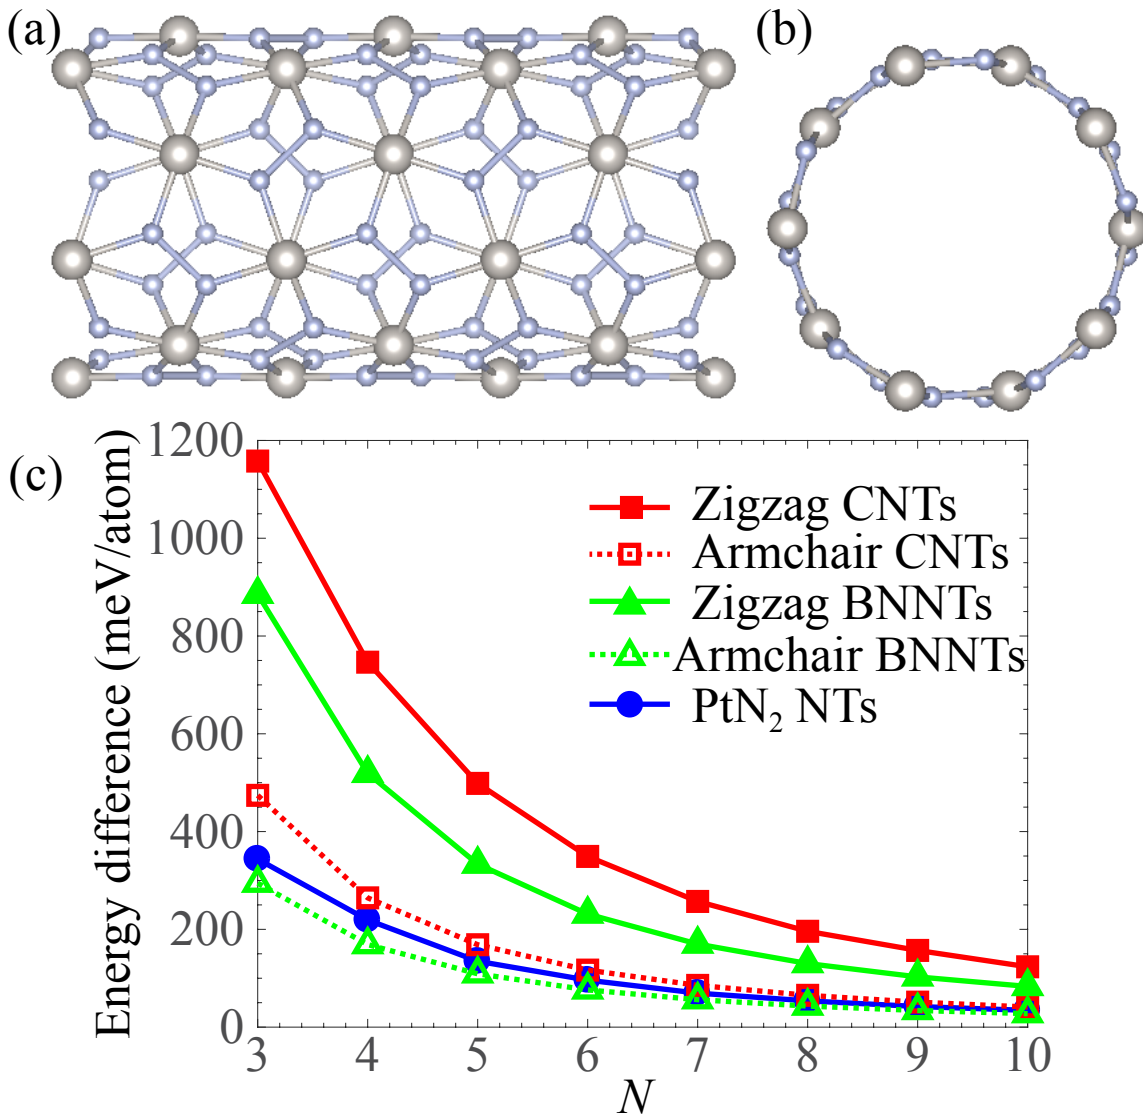 (a)
(b)
(c)
Energy difference (meV/atom)
1200
1000
800
600
400
200
0
Zigzag CNTs
Armchair CNTs
Zigzag BNNTs
Armchair BNNTs
PtN₂ NTs
3 4 5 6 7 8 9 10
N